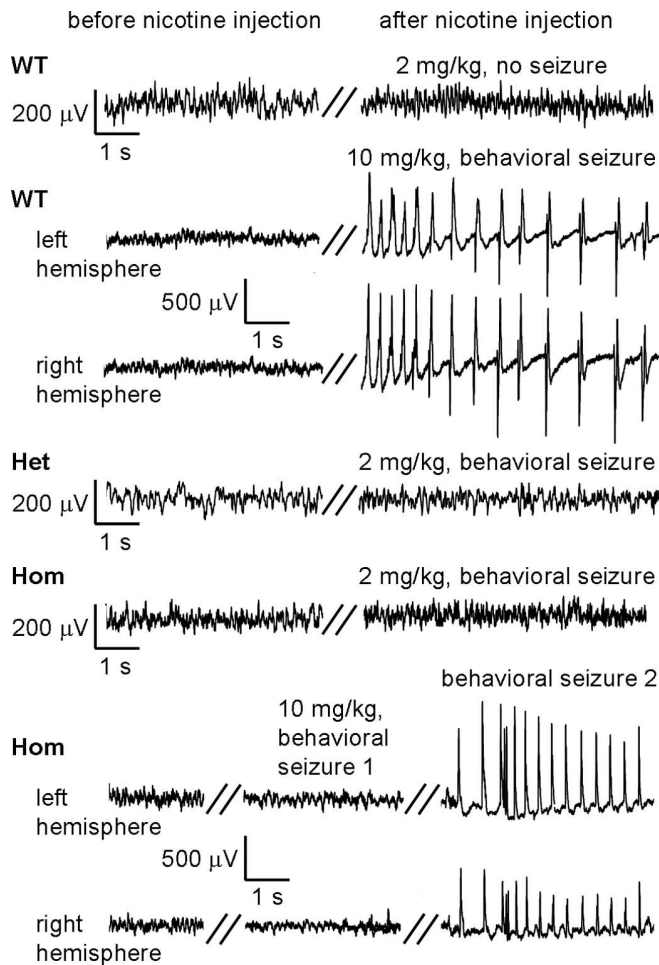 before nicotine injection after nicotine injection
WT 2 mg/kg, no seizure
200 μV
1 s
10 mg/kg, behavioral seizure
WT
left
hemisphere
500 μV
1 s
right
hemisphere
Het 2 mg/kg, behavioral seizure
200 μV
1 s
Hom 2 mg/kg, behavioral seizure
200 μV
1 s
behavioral seizure 2
10 mg/kg,
behavioral
seizure 1
Hom
left
hemisphere
500 μV
1 s
right
hemisphere